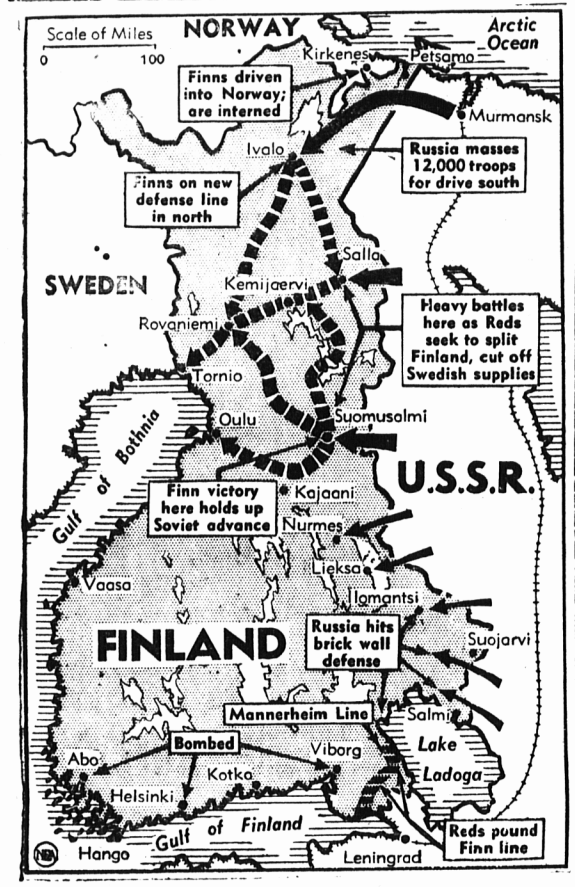 NORWAY
Arctic
Ocean
Scale of Miles
0 100
Kirkenes
Petsamo
Finns driven
into Norway;
are interned
Murmansk
Ivalo
Russia masses
12,000 troops
for drive south
Finns on new
defense line
in north
Salla
SWEDEN
Kemijaervi
Rovaniemi
Heavy battles
here as Reds
seek to split
Finland, cut off
Swedish supplies
Tornio
Oulu
Suomusalmi
Gulf of Bothnia
U.S.S.R.
Kajaani
Finn victory
here holds up
Soviet advance
Nurmes
Lieksa
Vaasa
Ilomantsi
FINLAND
Russia hits
brick wall
defense
Suojarvi
Mannerheim Line
Salmi
Bombed
Lake
Ladoga
Abo
Viborg
Kotka
Helsinki
Gulf of Finland
Reds pound
Finn line
NEA
Hango
Leningrad